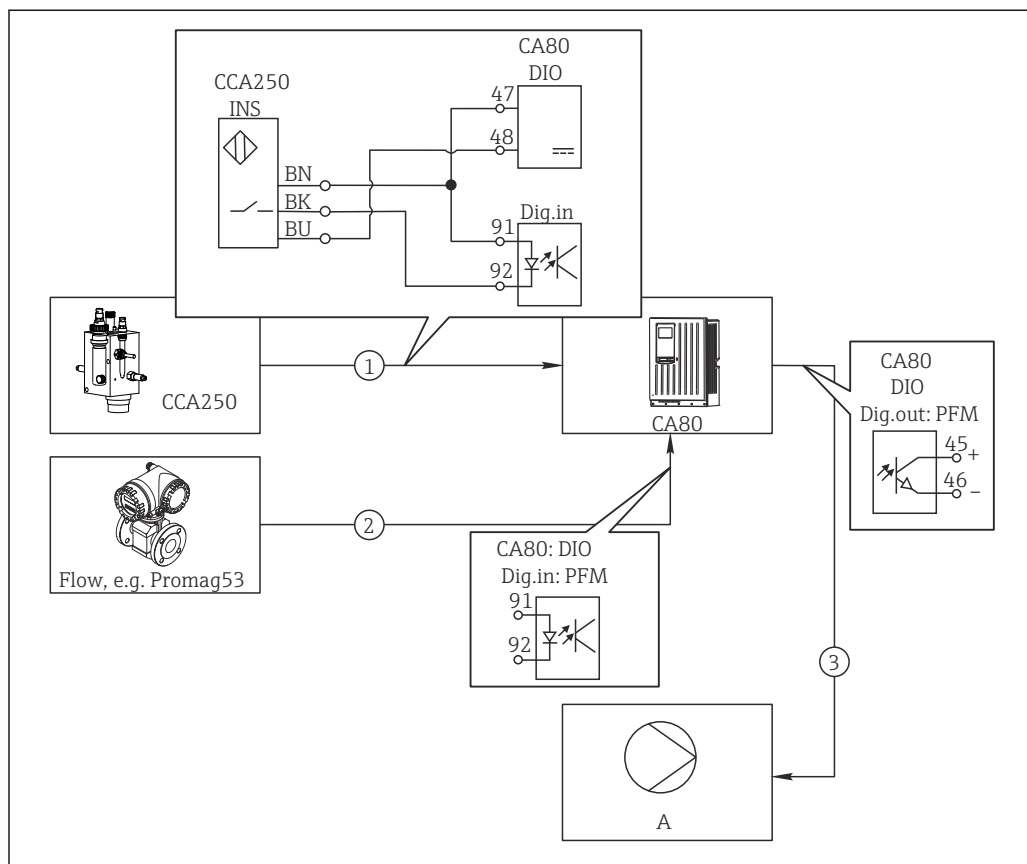 CA80
DIO
CCA250
INS
47
48
BN
BK
BU
Dig.in
91
92
1
CCA250
CA80
CA80
DIO
Dig.out: PFM
45 +
46 −
2
Flow, e.g. Promag53
CA80: DIO
Dig.in: PFM
91
92
3
A